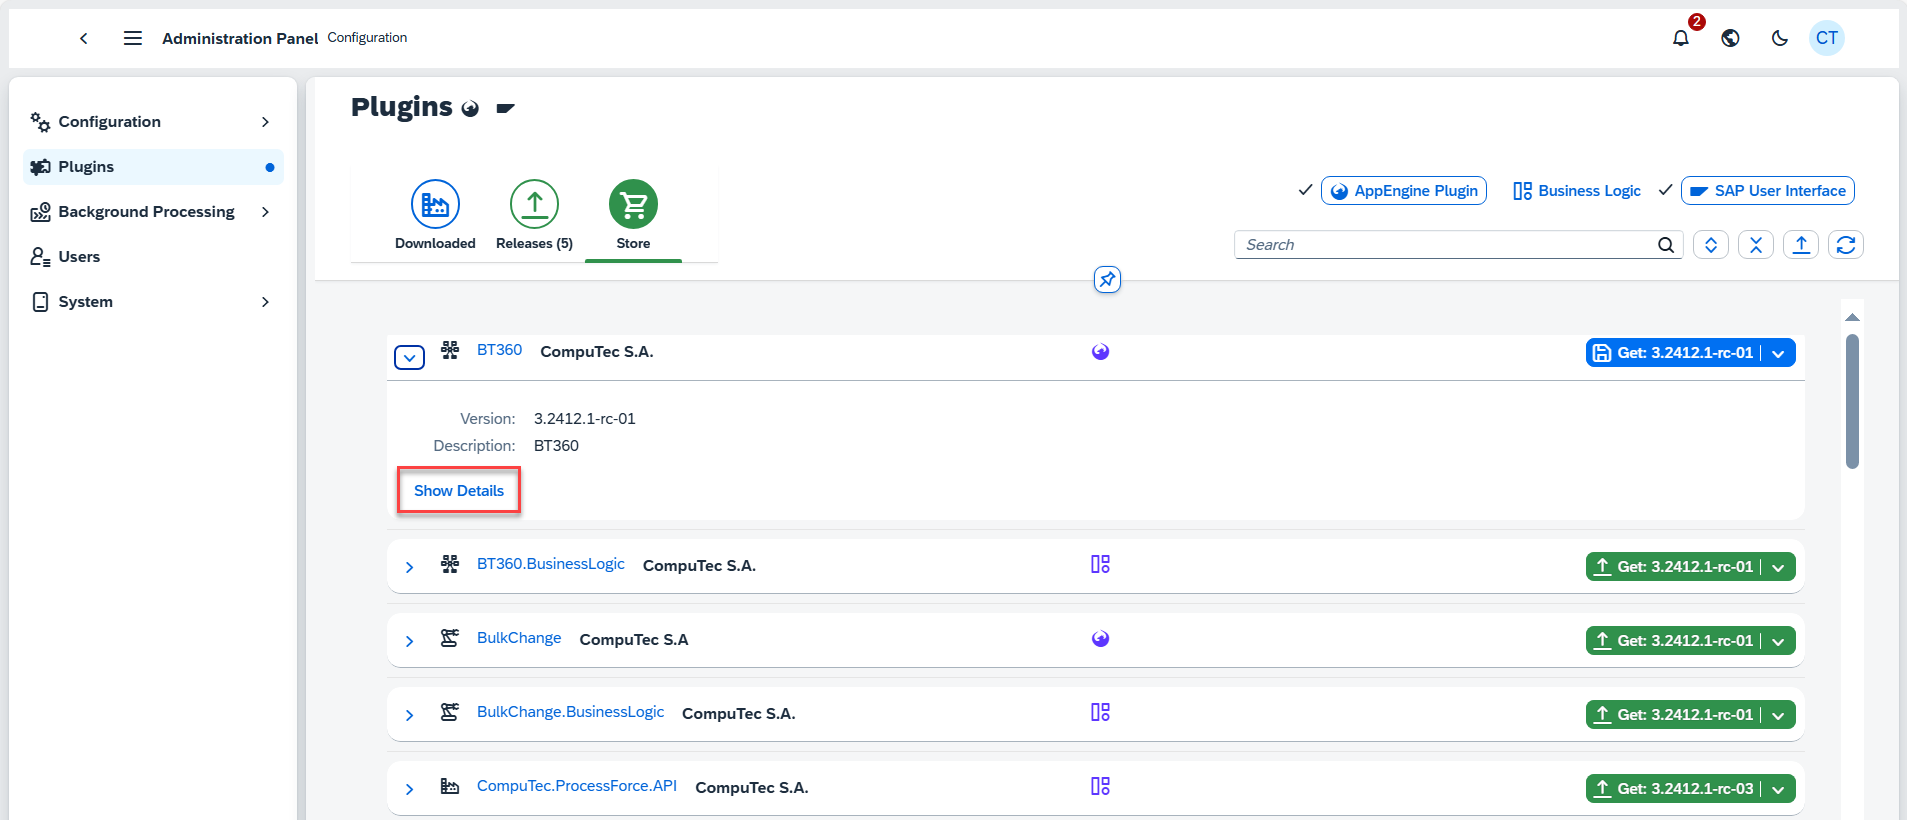 Administration Panel Configuration
2
CT
Configuration
Plugins
Background Processing
Users
System
Plugins
Downloaded
Releases (5)
Store
AppEngine Plugin
Business Logic
SAP User Interface
Search
BT360 CompuTec S.A. Get: 3.2412.1-rc-01
Version: 3.2412.1-rc-01
Description: BT360
Show Details
BT360.BusinessLogic CompuTec S.A. Get: 3.2412.1-rc-01
BulkChange CompuTec S.A Get: 3.2412.1-rc-01
BulkChange.BusinessLogic CompuTec S.A. Get: 3.2412.1-rc-01
CompuTec.ProcessForce.API CompuTec S.A. Get: 3.2412.1-rc-03